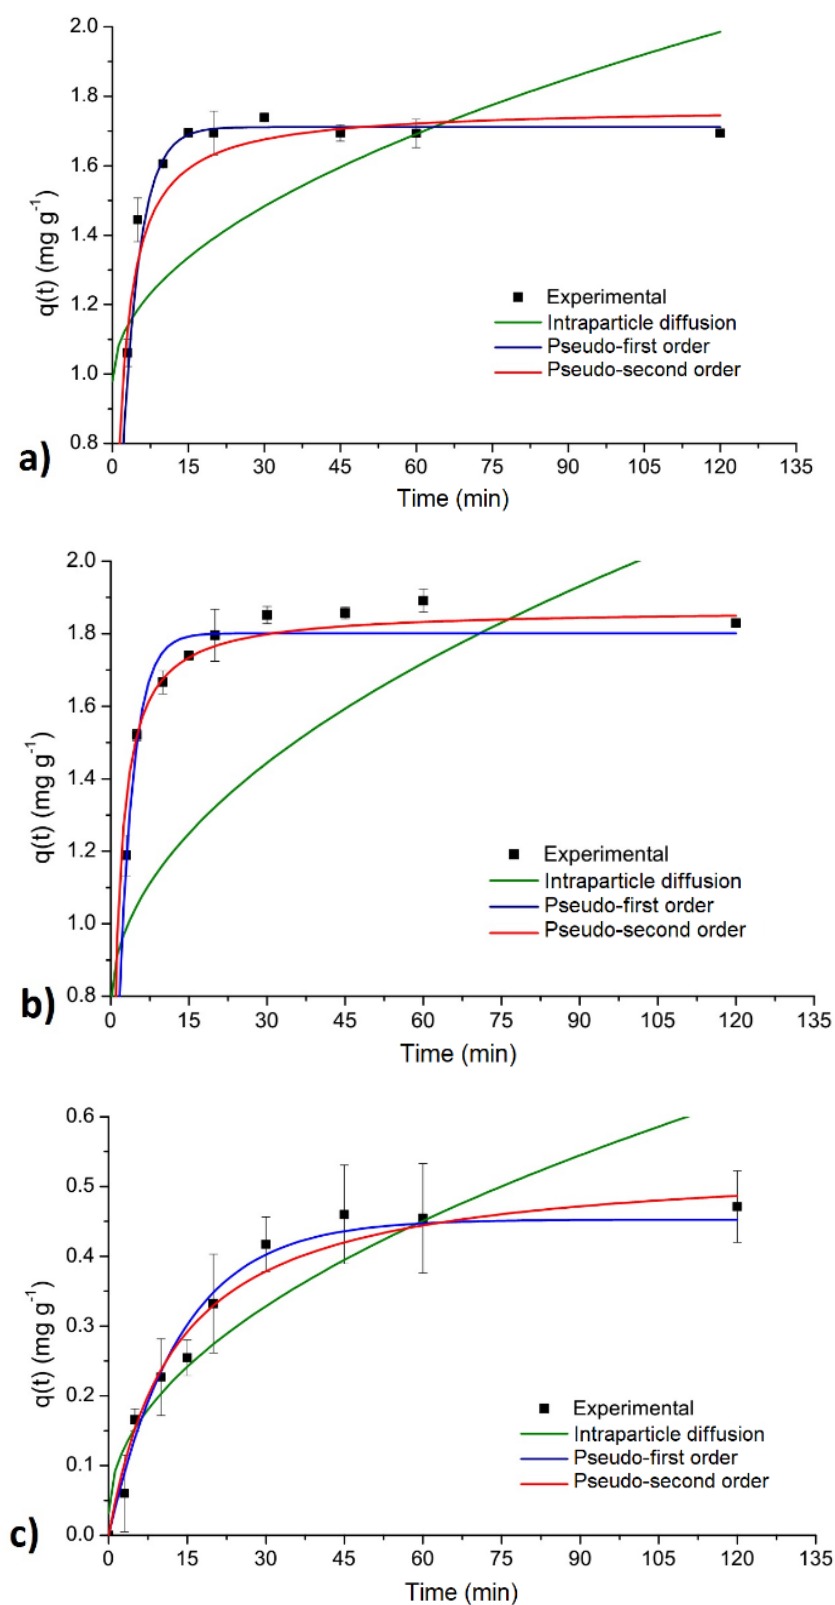 2.0
1.8
1.6
1.4
1.2
1.0
0.8
q(t) (mg g⁻¹)
Experimental
Intraparticle diffusion
Pseudo-first order
Pseudo-second order
a)
0 15 30 45 60 75 90 105 120 135
Time (min)
2.0
1.8
1.6
1.4
1.2
1.0
0.8
q(t) (mg g⁻¹)
Experimental
Intraparticle diffusion
Pseudo-first order
Pseudo-second order
b)
0 15 30 45 60 75 90 105 120 135
Time (min)
0.6
0.5
0.4
0.3
0.2
0.1
0.0
q(t) (mg g⁻¹)
Experimental
Intraparticle diffusion
Pseudo-first order
Pseudo-second order
c)
0 15 30 45 60 75 90 105 120 135
Time (min)